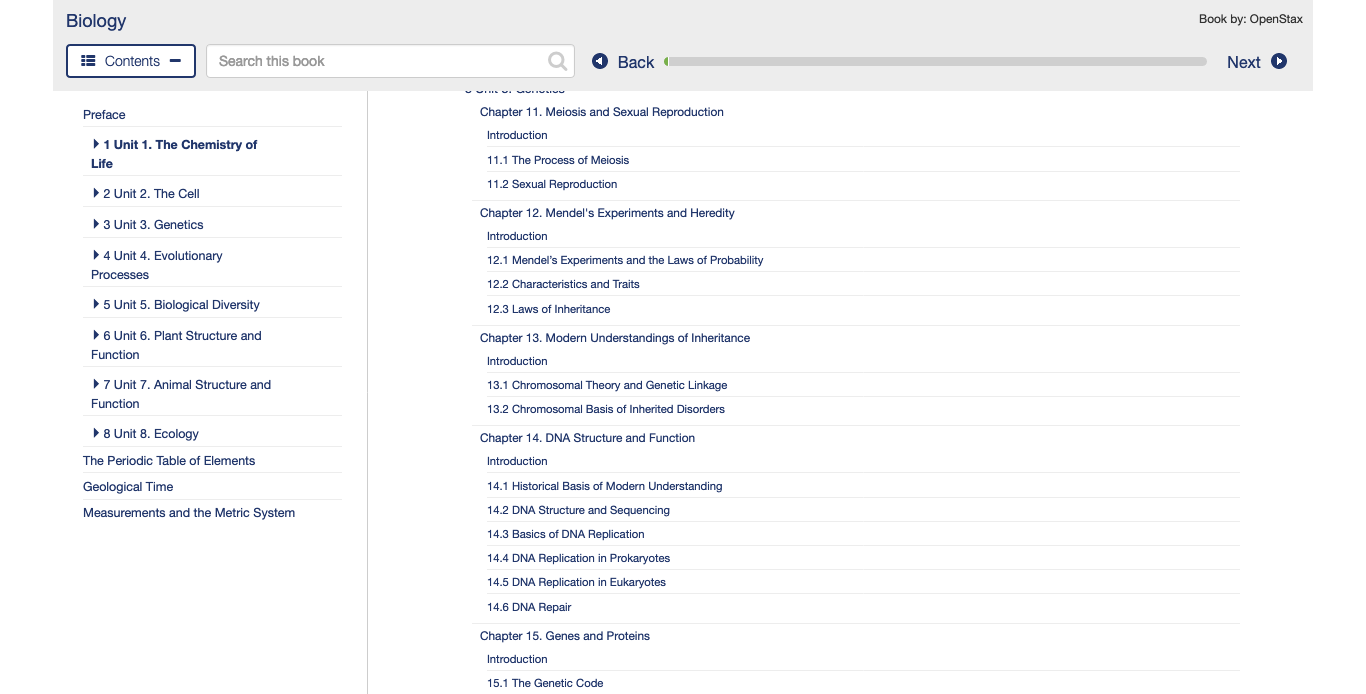 Biology
Book by: OpenStax
Contents
Search this book
Back
Next
Preface
1 Unit 1. The Chemistry of
Life
2 Unit 2. The Cell
3 Unit 3. Genetics
4 Unit 4. Evolutionary
Processes
5 Unit 5. Biological Diversity
6 Unit 6. Plant Structure and
Function
7 Unit 7. Animal Structure and
Function
8 Unit 8. Ecology
The Periodic Table of Elements
Geological Time
Measurements and the Metric System
Chapter 11. Meiosis and Sexual Reproduction
Introduction
11.1 The Process of Meiosis
11.2 Sexual Reproduction
Chapter 12. Mendel's Experiments and Heredity
Introduction
12.1 Mendel’s Experiments and the Laws of Probability
12.2 Characteristics and Traits
12.3 Laws of Inheritance
Chapter 13. Modern Understandings of Inheritance
Introduction
13.1 Chromosomal Theory and Genetic Linkage
13.2 Chromosomal Basis of Inherited Disorders
Chapter 14. DNA Structure and Function
Introduction
14.1 Historical Basis of Modern Understanding
14.2 DNA Structure and Sequencing
14.3 Basics of DNA Replication
14.4 DNA Replication in Prokaryotes
14.5 DNA Replication in Eukaryotes
14.6 DNA Repair
Chapter 15. Genes and Proteins
Introduction
15.1 The Genetic Code